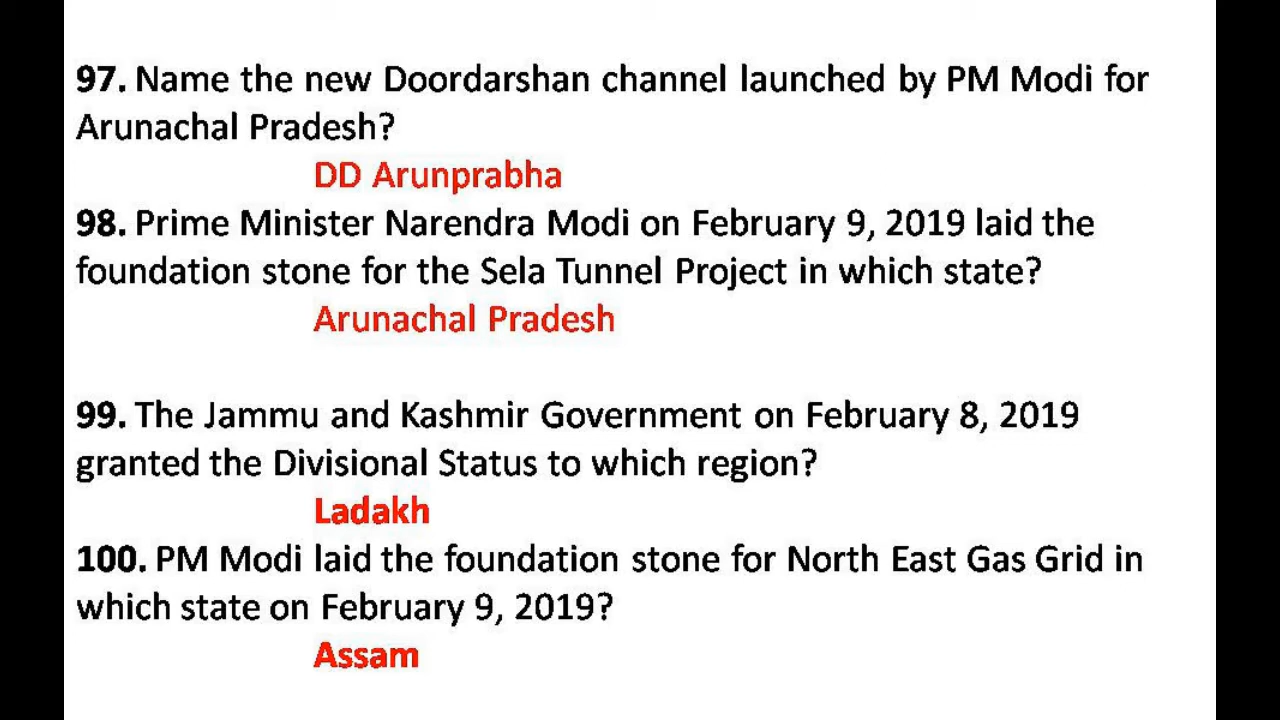 97. Name the new Doordarshan channel launched by PM Modi for
Arunachal Pradesh?
DD Arunprabha
98. Prime Minister Narendra Modi on February 9, 2019 laid the
foundation stone for the Sela Tunnel Project in which state?
Arunachal Pradesh
99. The Jammu and Kashmir Government on February 8, 2019
granted the Divisional Status to which region?
Ladakh
100. PM Modi laid the foundation stone for North East Gas Grid in
which state on February 9, 2019?
Assam